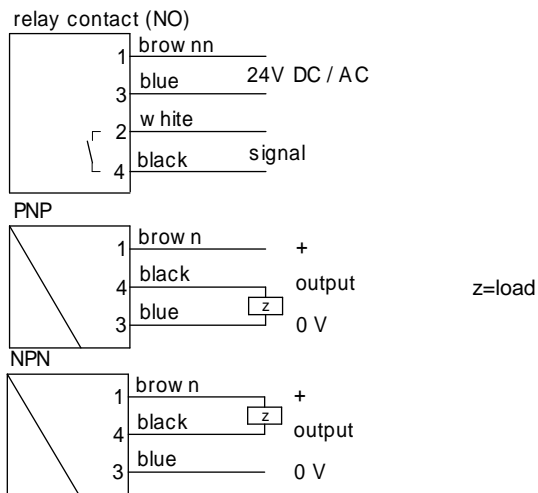 relay contact (NO)
1 brow nn
24V DC / AC
3 blue
2 w hite
signal
4 black
PNP
1 brow n +
4 black output
z z=load
3 blue 0 V
NPN
1 brow n +
z
4 black output
3 blue 0 V